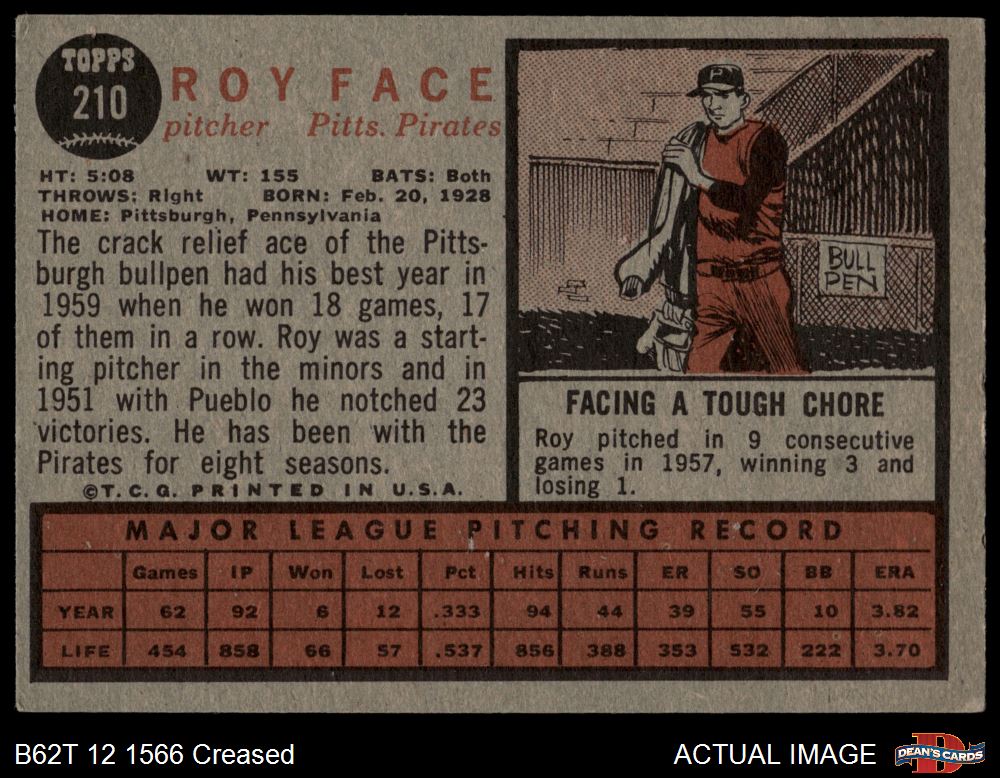 TOPPS
210
ROY FACE
pitcher Pitts. Pirates
HT: 5:08 WT: 155 BATS: Both
THROWS: Right BORN: Feb. 20, 1928
HOME: Pittsburgh, Pennsylvania
The crack relief ace of the Pitts-
burgh bullpen had his best year in
1959 when he won 18 games, 17
of them in a row. Roy was a start-
ing pitcher in the minors and in
1951 with Pueblo he notched 23
victories. He has been with the
Pirates for eight seasons.
©T.C.G. PRINTED IN U.S.A.
P
BULL
PEN
FACING A TOUGH CHORE
Roy pitched in 9 consecutive
games in 1957, winning 3 and
losing 1.
MAJOR LEAGUE PITCHING RECORD
Games IP Won Lost Pct Hits Runs ER SO BB ERA
YEAR 62 92 6 12 .333 94 44 39 55 10 3.82
LIFE 454 858 66 57 .537 856 388 353 532 222 3.70
B62T 12 1566 Creased
ACTUAL IMAGE
D
DEAN'S CARDS